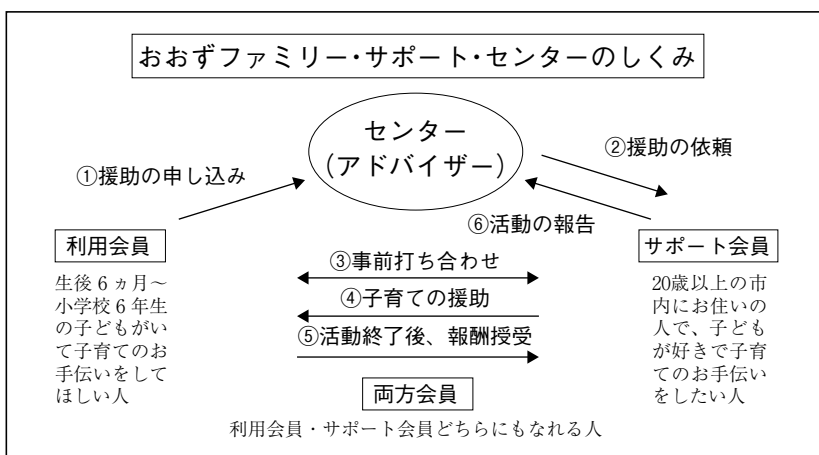 おおずファミリー・サポート・センターのしくみ
センター
(アドバイザー)
①援助の申し込み
②援助の依頼
⑥活動の報告
利用会員
生後6ヵ月~
小学校6年生
の子どもがい
て子育てのお
手伝いをして
ほしい人
③事前打ち合わせ
④子育ての援助
⑤活動終了後、報酬授受
サポート会員
20歳以上の市
内にお住いの
人で、子ども
が好きで子育
てのお手伝い
をしたい人
両方会員
利用会員・サポート会員どちらにもなれる人